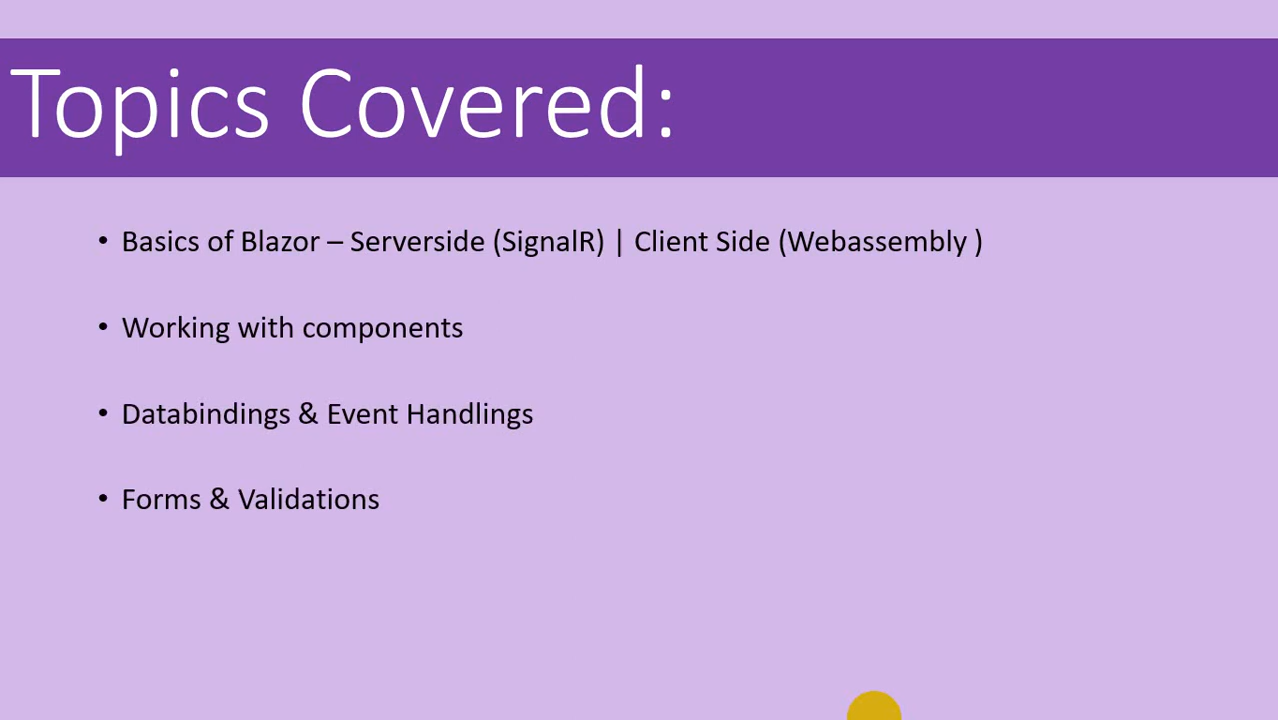 Topics Covered:
• Basics of Blazor – Serverside (SignalR) | Client Side (Webassembly )
• Working with components
• Databindings & Event Handlings
• Forms & Validations